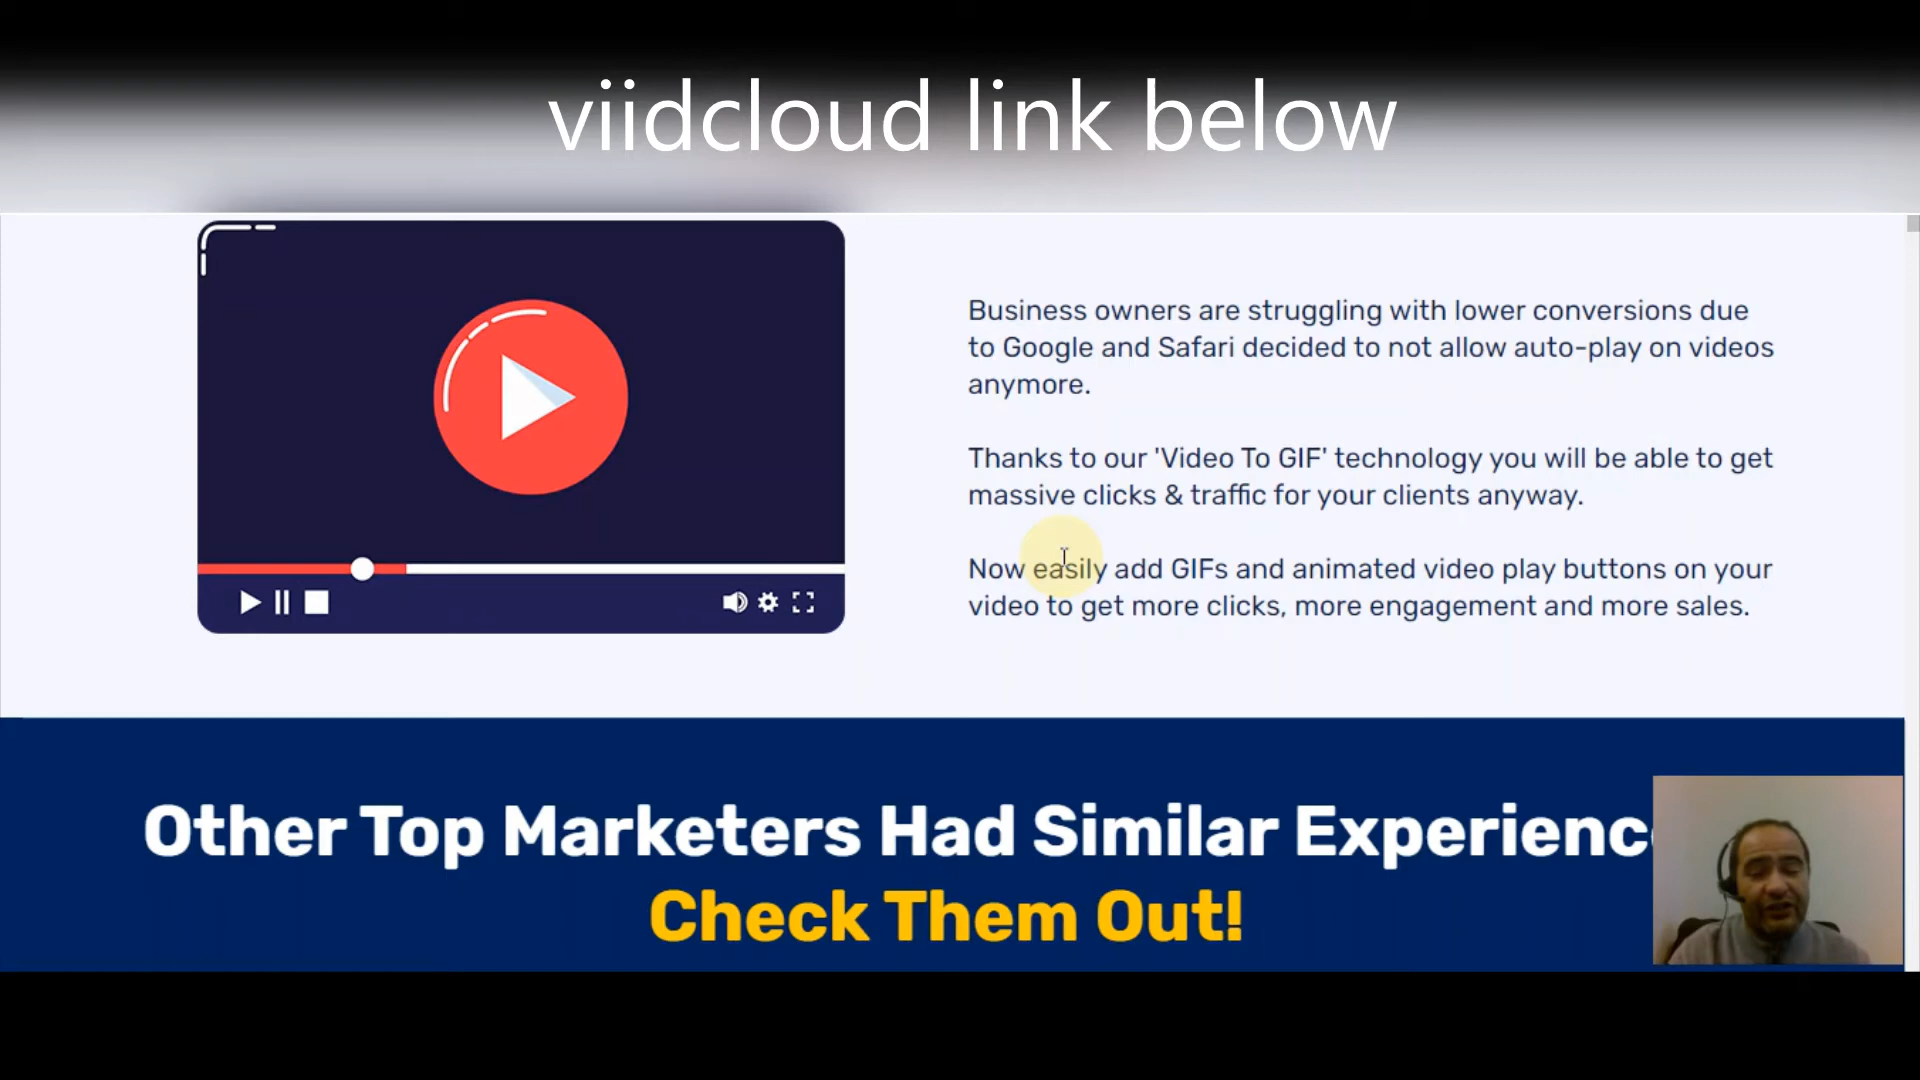 viidcloud link below
Business owners are struggling with lower conversions due
to Google and Safari decided to not allow auto-play on videos
anymore.
Thanks to our 'Video To GIF' technology you will be able to get
massive clicks & traffic for your clients anyway.
Now easily add GIFs and animated video play buttons on your
video to get more clicks, more engagement and more sales.
Other Top Marketers Had Similar Experienc
Check Them Out!